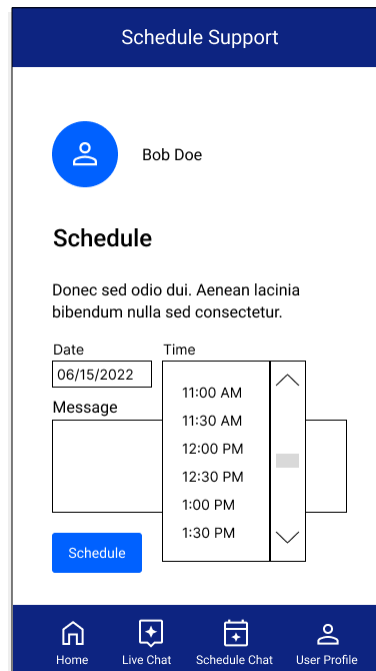 Schedule Support
Bob Doe
Schedule
Donec sed odio dui. Aenean lacinia
bibendum nulla sed consectetur.
Date
Time
06/15/2022
11:00 AM
11:30 AM
12:00 PM
12:30 PM
1:00 PM
1:30 PM
Message
Schedule
Home
Live Chat
Schedule Chat
User Profile